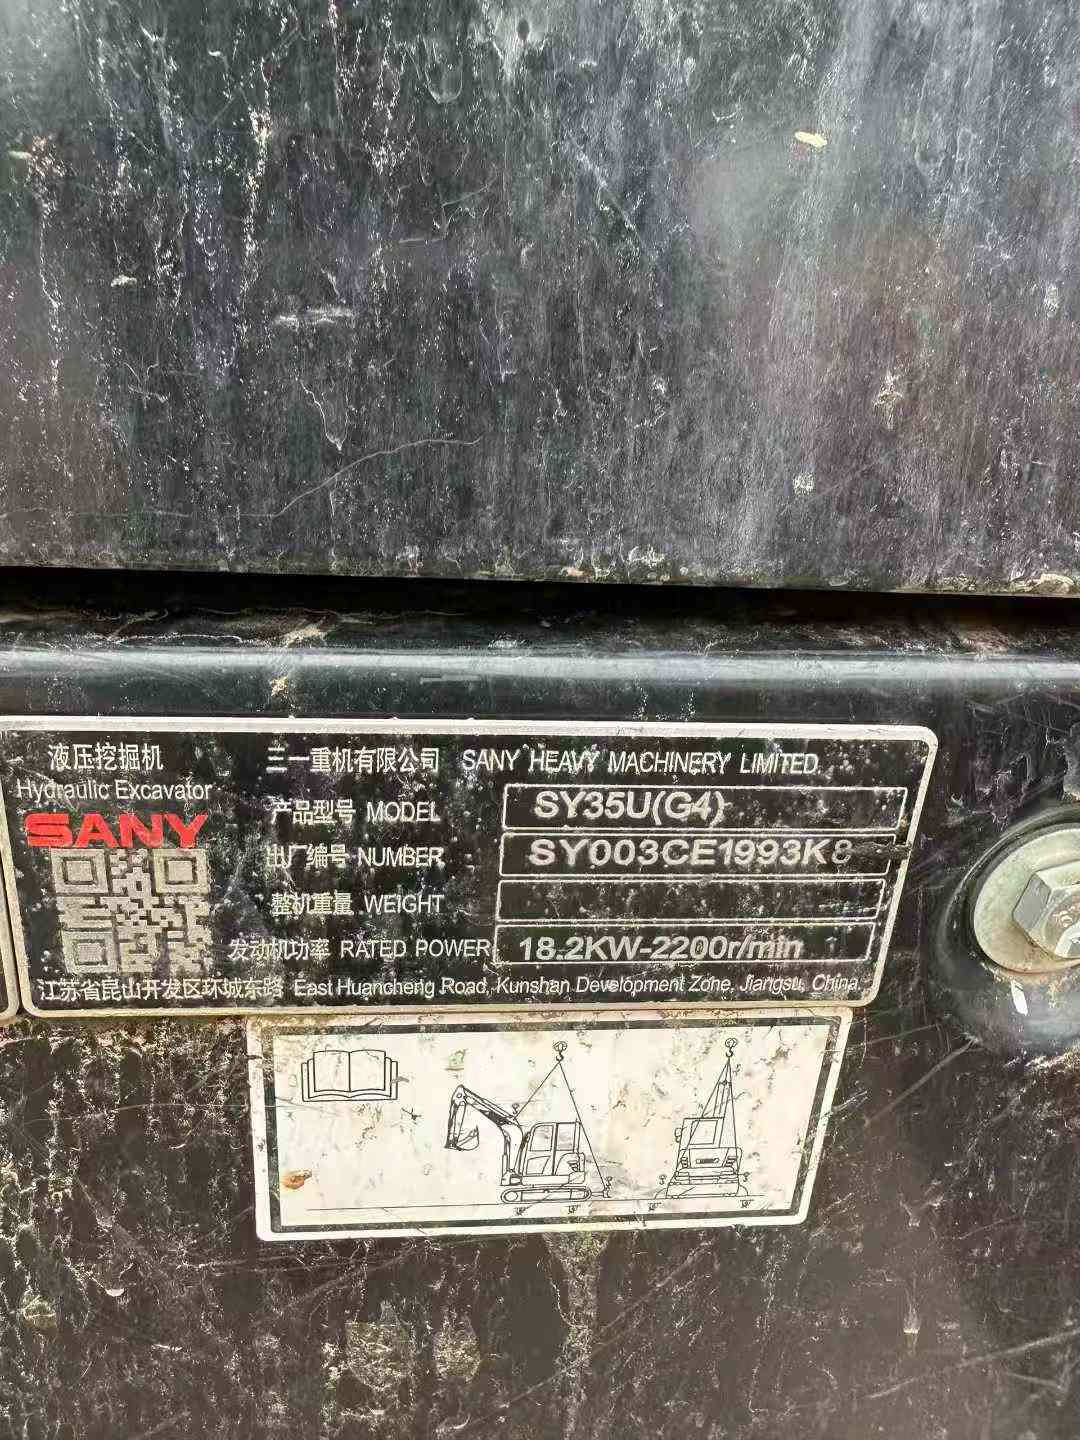 液压挖掘机
Hydraulic Excavator
SANY
三一重机有限公司 SANY HEAVY MACHINERY LIMITED
产品型号 MODEL SY35U(G4)
出厂编号 NUMBER SY003CE1993K8
整机重量 WEIGHT
发动机功率 RATED POWER 18.2KW-2200r/min
江苏省昆山开发区环城东路 East Huancheng Road, Kunshan Development Zone, Jiangsu, China.